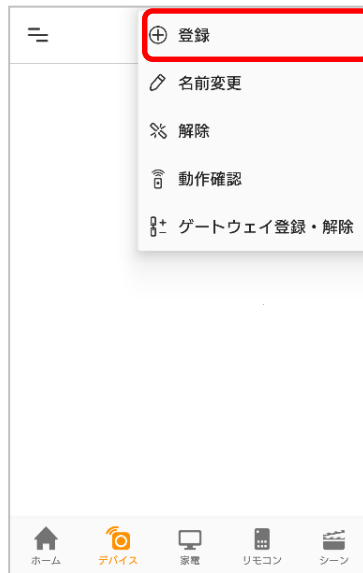 登録
名前変更
解除
動作確認
ゲートウェイ登録・解除
ホーム
デバイス
家電
リモコン
シーン